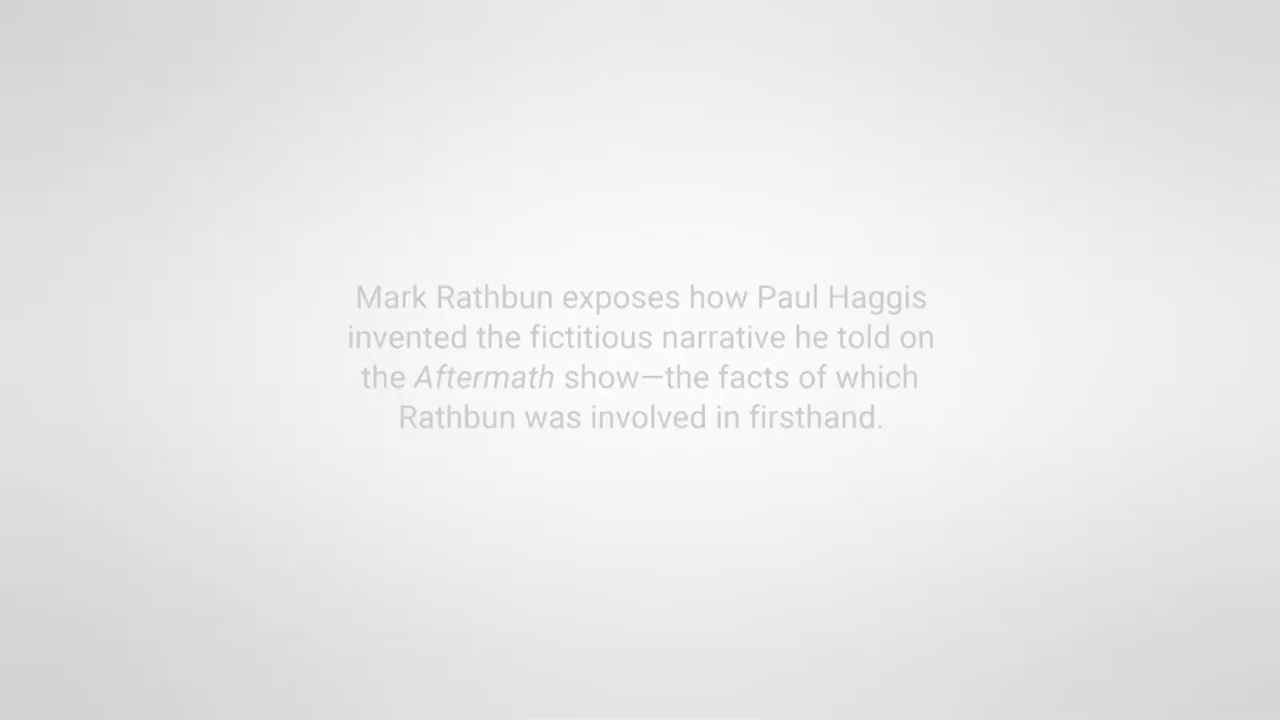 Mark Rathbun exposes how Paul Haggis
invented the fictitious narrative he told on
the Aftermath show—the facts of which
Rathbun was involved in firsthand.